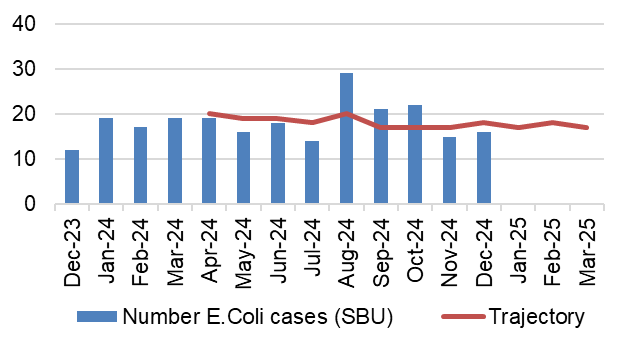 40
30
20
10
0
Dec-23
Jan-24
Feb-24
Mar-24
Apr-24
May-24
Jun-24
Jul-24
Aug-24
Sep-24
Oct-24
Nov-24
Dec-24
Jan-25
Feb-25
Mar-25
Number E.Coli cases (SBU)
Trajectory